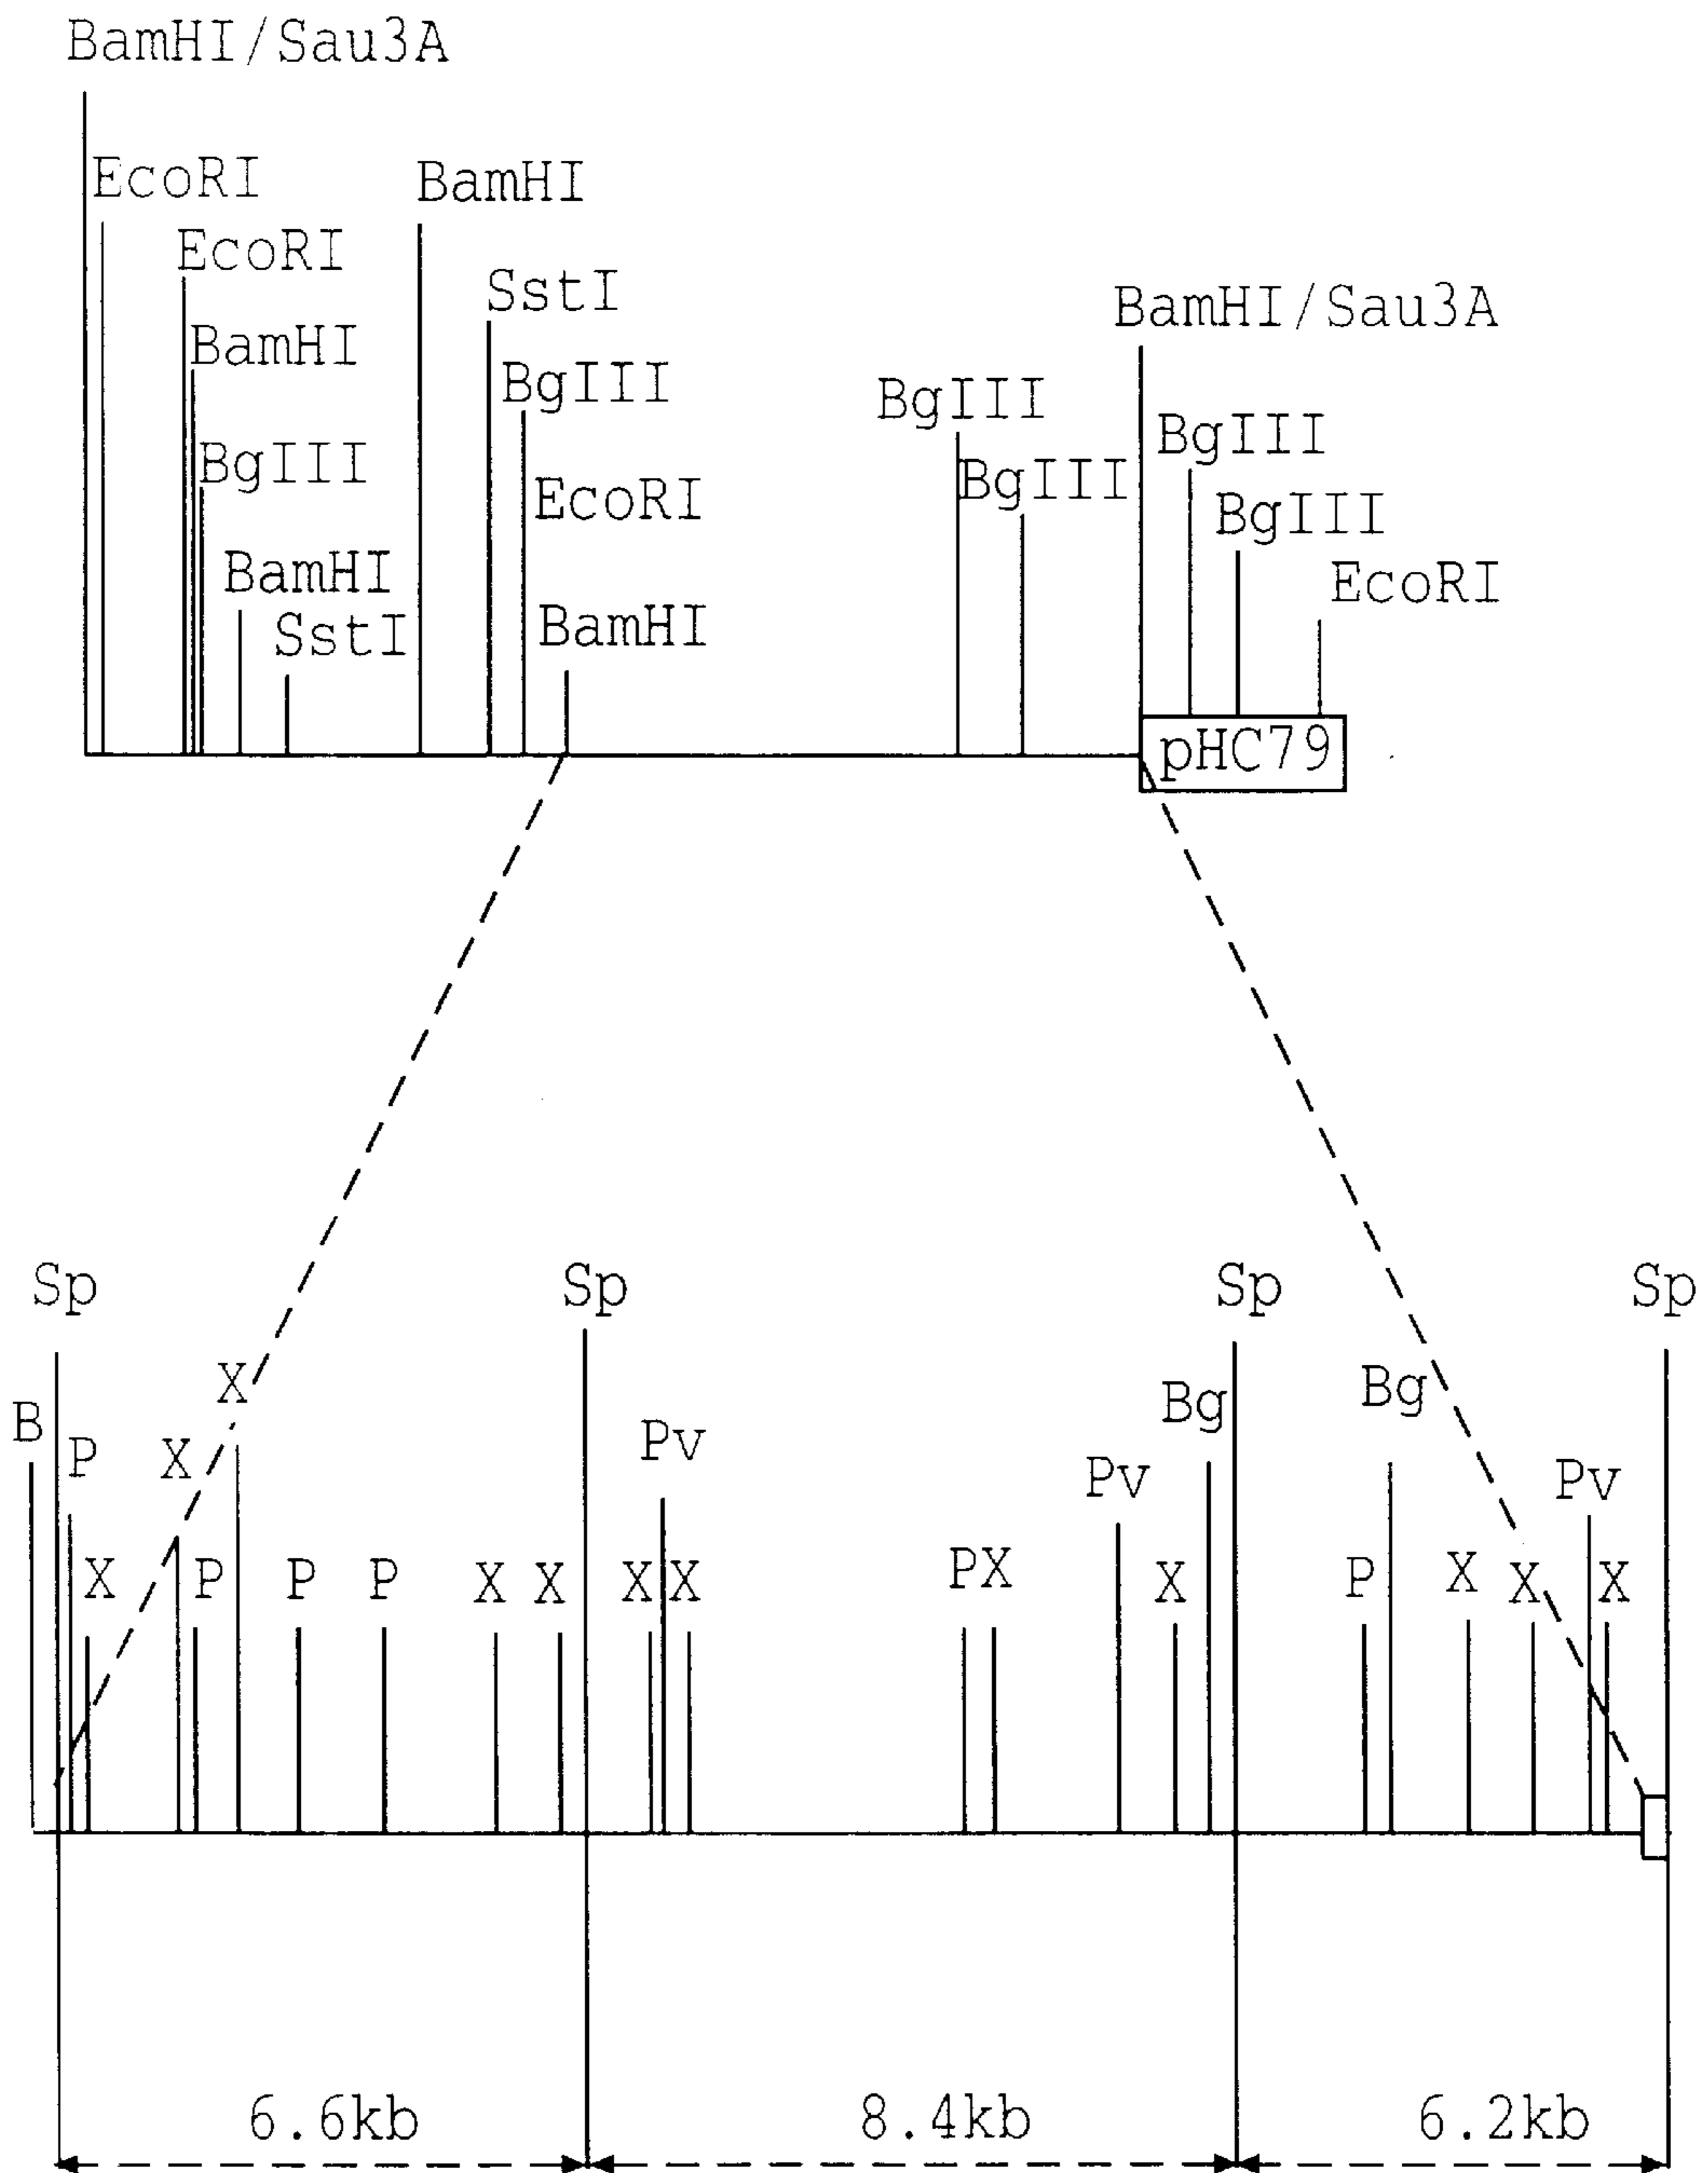 BamHI/Sau3A
EcoRI
BamHI
EcoRI
SstI
BamHI/Sau3A
BamHI
BgIII
BgIII
BgIII
BgIII
BgIII
EcoRI
BgIII
BamHI
EcoRI
SstI
BamHI
pHC79
Sp
Sp
Sp
Sp
X
B
P
X
Pv
Bg
Bg
Pv
Pv
X
P
P
P
X
X
X
X
PX
X
P
X
X
X
6.6kb
8.4kb
6.2kb